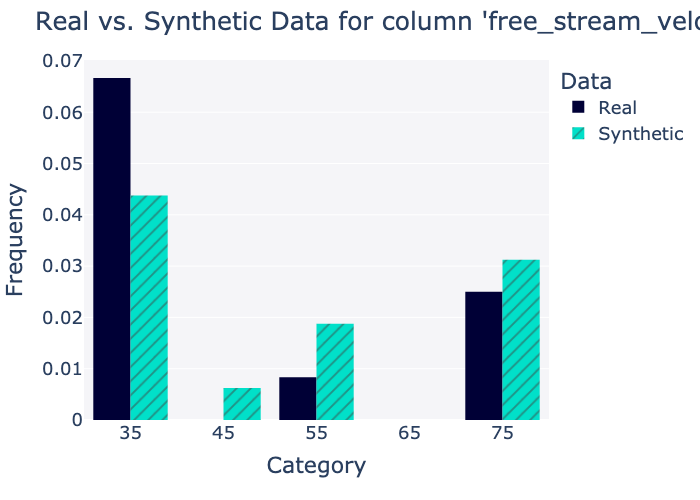 Real vs. Synthetic Data for column 'free_stream_velo
0.07
0.06
0.05
0.04
0.03
0.02
0.01
0
Frequency
35 45 55 65 75
Category
Data
Real
Synthetic